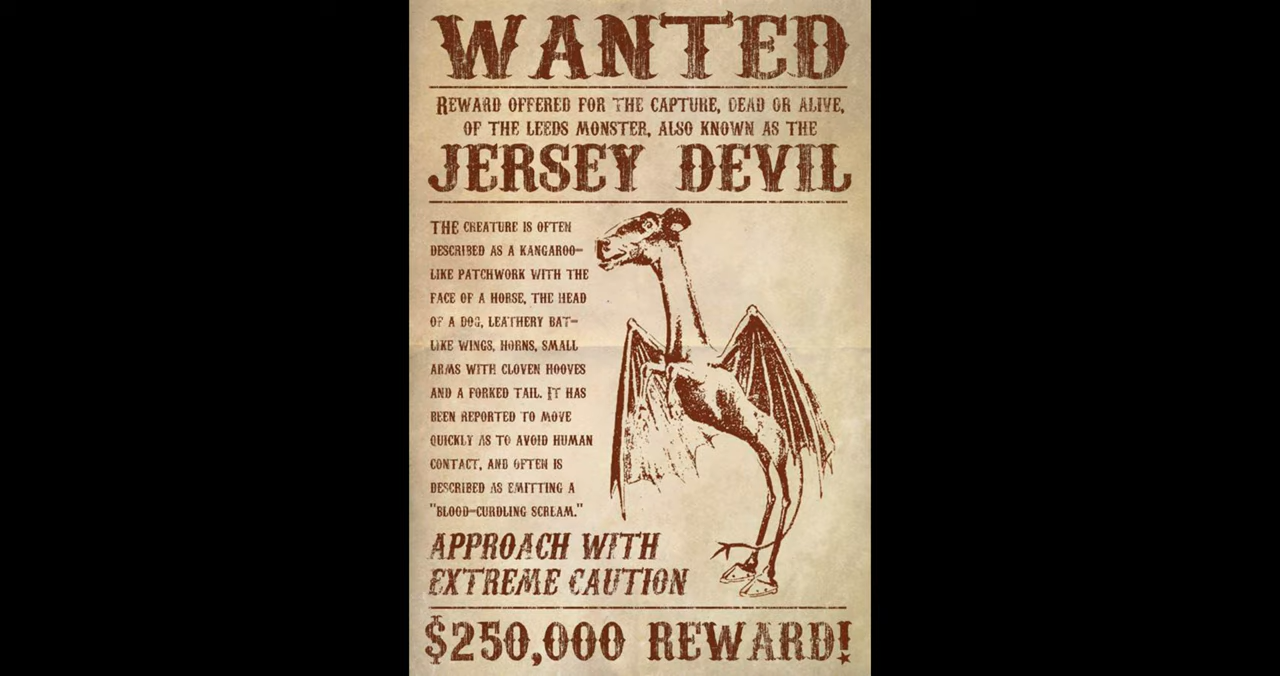 WANTED
REWARD OFFERED FOR THE CAPTURE, DEAD OR ALIVE,
OF THE LEEDS MONSTER, ALSO KNOWN AS THE
JERSEY DEVIL
THE CREATURE IS OFTEN
DESCRIBED AS A KANGAROO-
LIKE PATCHWORK WITH THE
FACE OF A HORSE, THE HEAD
OF A DOG, LEATHERY BAT-
LIKE WINGS, HORNS, SMALL
ARMS WITH CLOVEN HOOVES
AND A FORKED TAIL. IT HAS
BEEN REPORTED TO MOVE
QUICKLY AS TO AVOID HUMAN
CONTACT, AND OFTEN IS
DESCRIBED AS EMITTING A
"BLOOD-CURDLING SCREAM."
APPROACH WITH
EXTREME CAUTION
$250,000 REWARD!